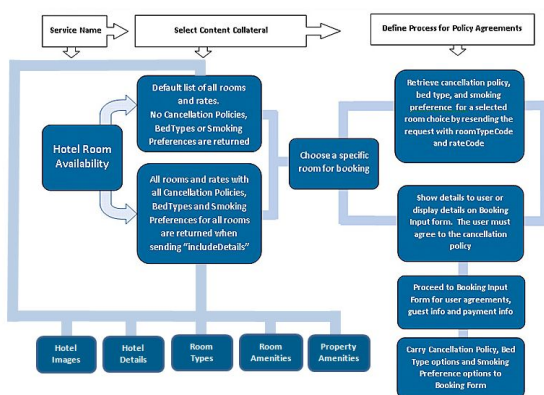 Service Name
Select Content Collateral
Define Process for Policy Agreements
Default list of all rooms
and rates.
No Cancellation Policies,
BedTypes or Smoking
Preferences are returned
Hotel Room
Availability
All rooms and rates with
all Cancellation Policies,
BedTypes and Smoking
Preferences for all rooms
are returned when
sending "includeDetails"
Choose a specific
room for booking
Retrieve cancellation policy,
bed type, and smoking
preference for a selected
room choice by resending the
request with roomTypeCode
and rateCode
Show details to user or
display details on Booking
Input form. The user must
agree to the cancellation
policy
Proceed to Booking Input
Form for user agreements,
guest info and payment info
Carry Cancellation Policy, Bed
Type options and Smoking
Preference options to
Booking Form
Hotel
Images
Hotel
Details
Room
Types
Room
Amenities
Property
Amenities